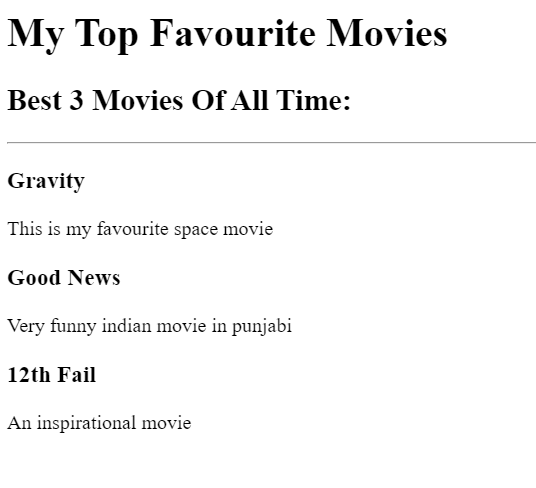 My Top Favourite Movies
Best 3 Movies Of All Time:
Gravity
This is my favourite space movie
Good News
Very funny indian movie in punjabi
12th Fail
An inspirational movie